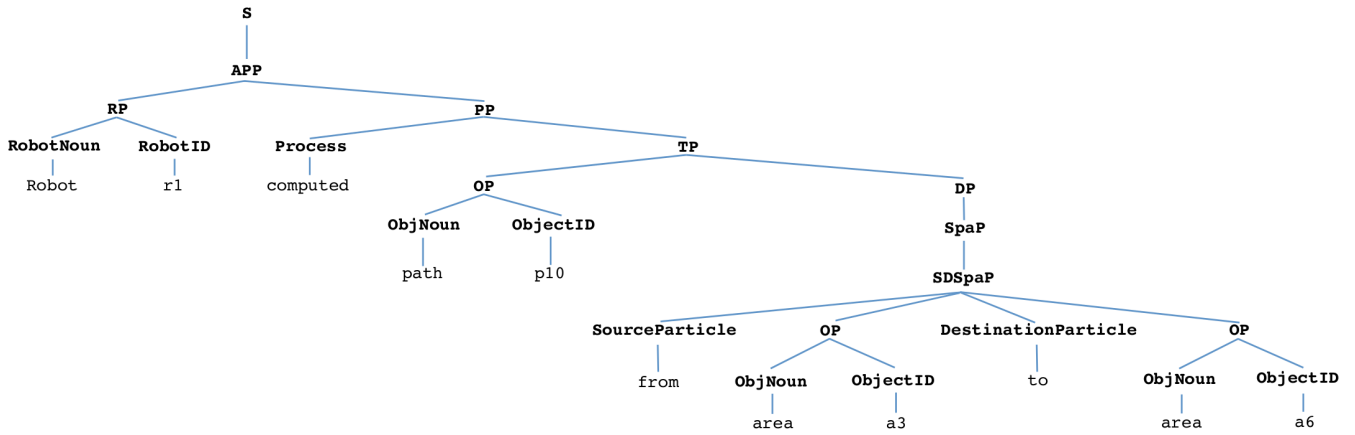 S
APP
RP PP
RobotNoun RobotID Process TP
Robot r1 computed OP DP
ObjNoun ObjectID SpaP
path p10 SDSpaP
SourceParticle OP DestinationParticle OP
from ObjNoun ObjectID to ObjNoun ObjectID
area a3 area a6